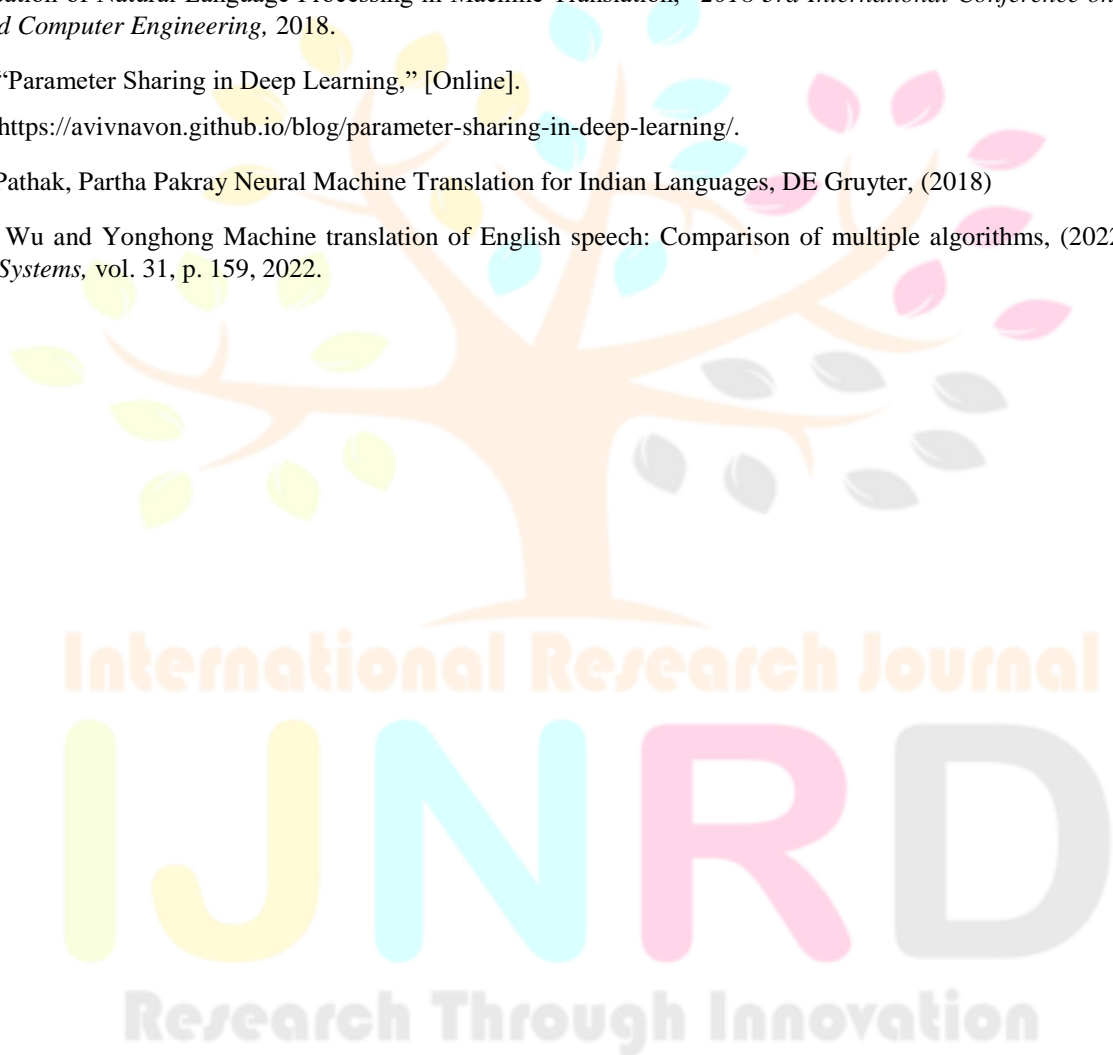 ation of Natural Language Processing in Machine Translation," 2018 3rd International Conference on
d Computer Engineering, 2018.
“Parameter Sharing in Deep Learning,” [Online].
https://avivnavon.github.io/blog/parameter-sharing-in-deep-learning/.
Pathak, Partha Pakray Neural Machine Translation for Indian Languages, DE Gruyter, (2018)
Wu and Yonghong Machine translation of English speech: Comparison of multiple algorithms, (2022
Systems, vol. 31, p. 159, 2022.
International Research Journal
IJNRD
Research Through Innovation